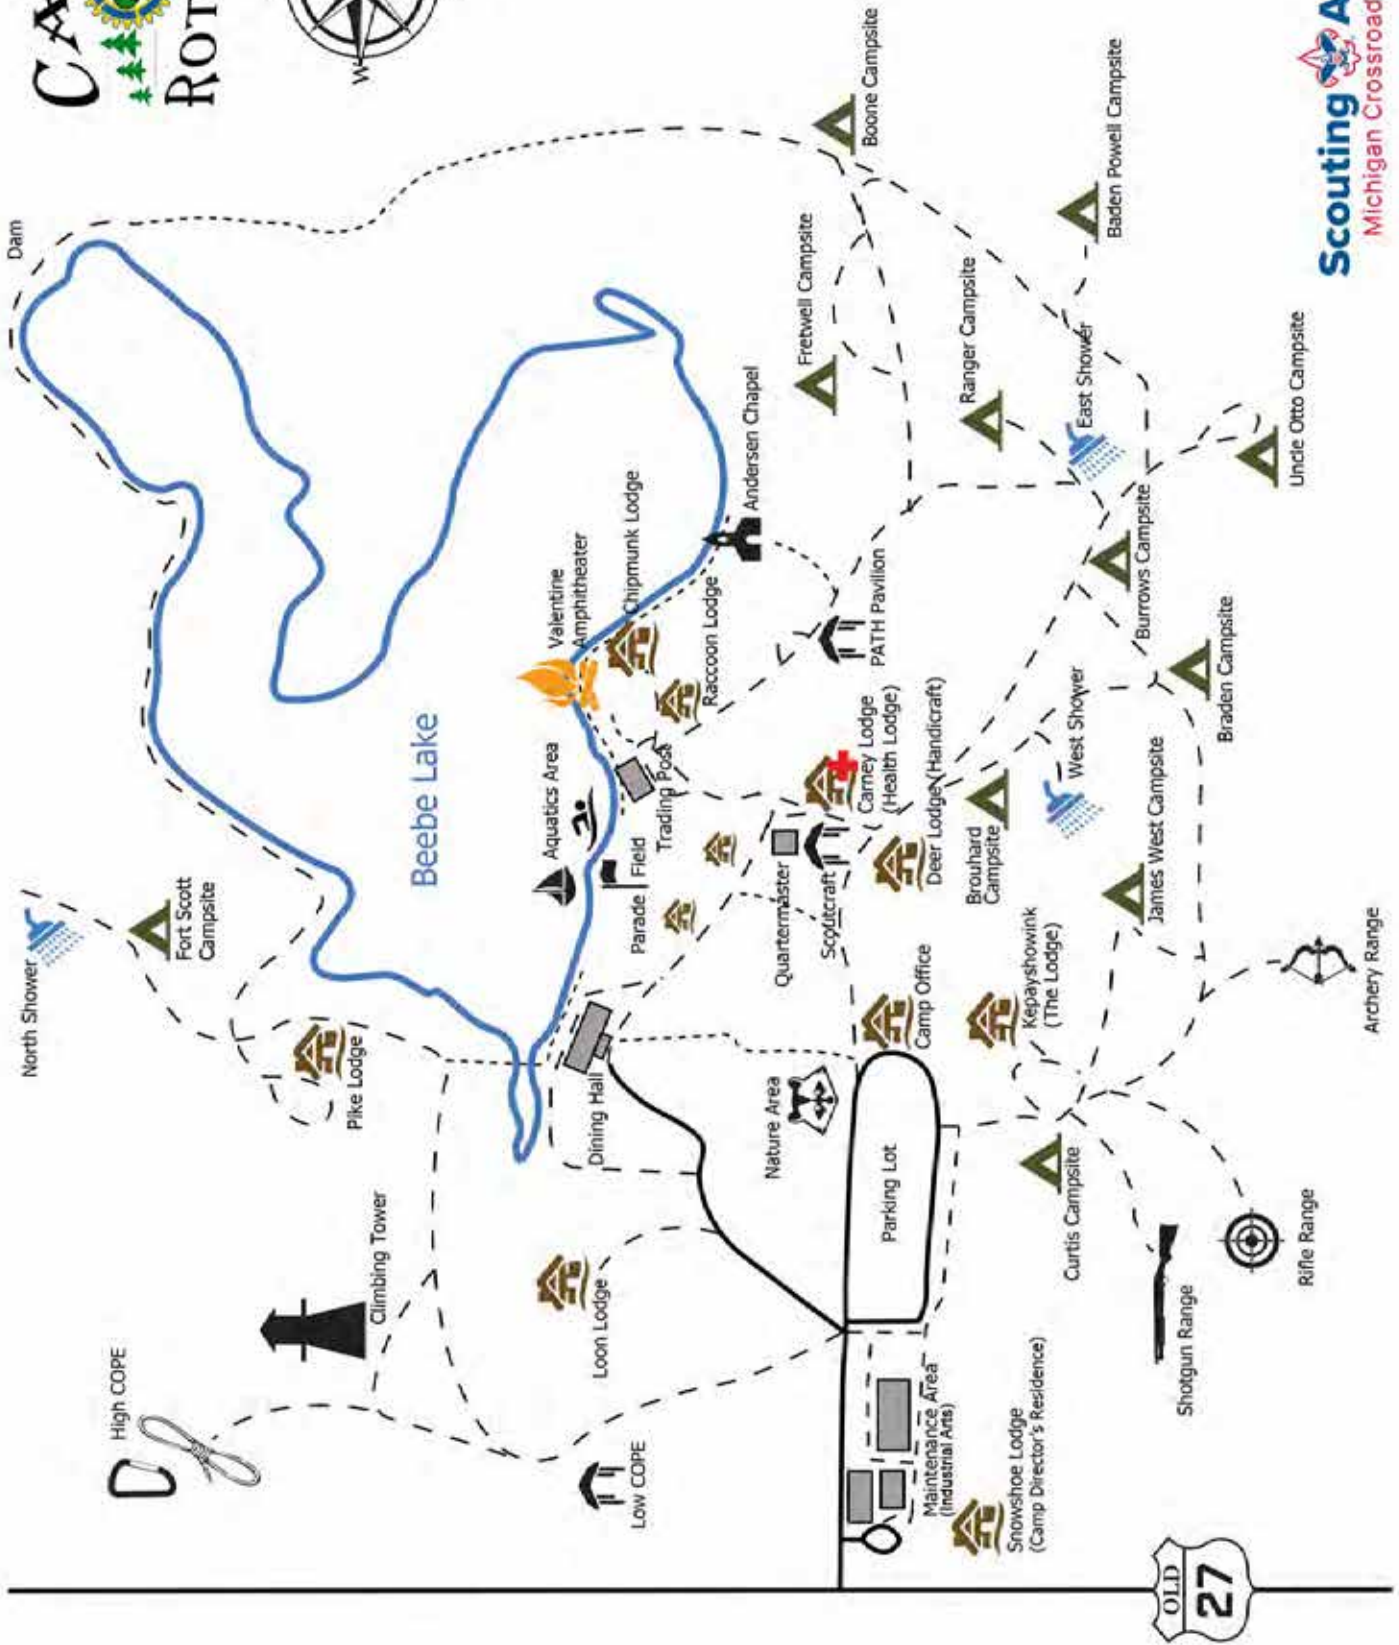 CA
ROT
W
Scouting A
Michigan Crossroad
Dam
North Shower
Fort Scott
Campsite
Pike Lodge
High COPE
Climbing Tower
Low COPE
Loon Lodge
Beebe Lake
Dining Hall
Aquatics Area
Parade Field
Trading Post
Valentine
Amphitheater
Chipmunk Lodge
Raccoon Lodge
Andersen Chapel
PATH Pavilion
Boone Campsite
Fretwell Campsite
Ranger Campsite
Baden Powell Campsite
East Shower
Uncle Otto Campsite
Burrows Campsite
Braden Campsite
West Shower
Carney Lodge
(Health Lodge)
Deer Lodge (Handicraft)
Quartermaster
Scoutcraft
Brouhard
Campsite
James West Campsite
Camp Office
Kepayshowink
(The Lodge)
Nature Area
Parking Lot
Curtis Campsite
Archery Range
Rifle Range
Shotgun Range
Maintenance Area
(Industrial Arts)
Snowshoe Lodge
(Camp Director's Residence)
OLD
27